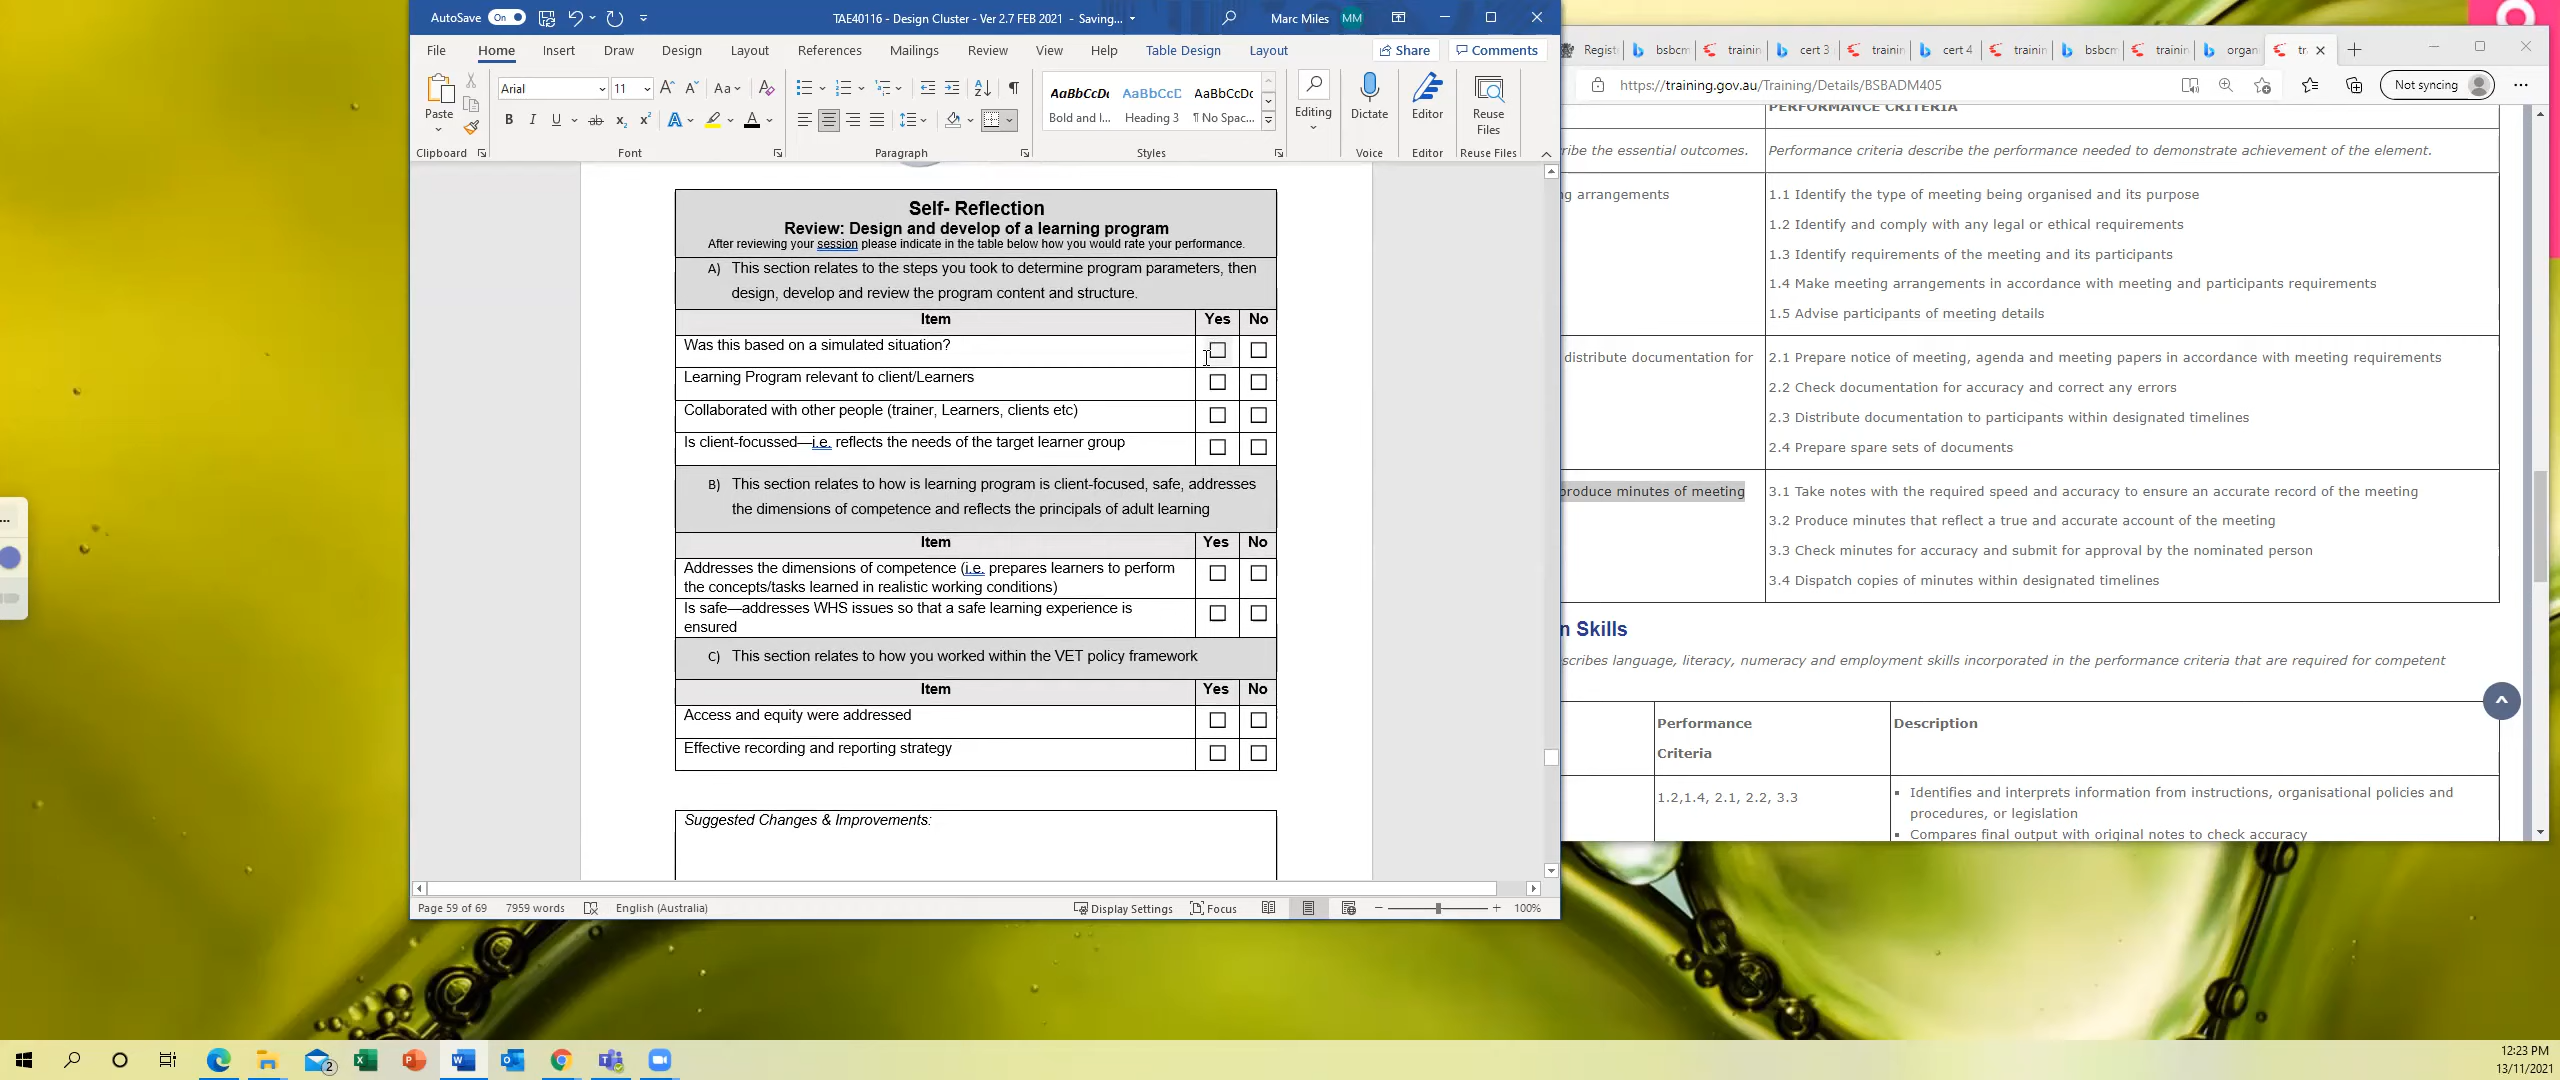 AutoSave On
TAE40116 - Design Cluster - Ver 2.7 FEB 2021 - Saving...
Marc Miles MM
File Home Insert Draw Design Layout References Mailings Review View Help Table Design Layout
Share Comments
Paste
Clipboard
Arial 11
Font
Paragraph
AaBbCcDc AaBbCcD AaBbCcDc
Bold and I... Heading 3 ¶ No Spac...
Styles
Editing
Dictate
Voice
Editor
Editor
Reuse
Files
Reuse Files
Self- Reflection
Review: Design and develop of a learning program
After reviewing your session please indicate in the table below how you would rate your performance.
A) This section relates to the steps you took to determine program parameters, then
design, develop and review the program content and structure.
Item Yes No
Was this based on a simulated situation?
Learning Program relevant to client/Learners
Collaborated with other people (trainer, Learners, clients etc)
Is client-focussed—i.e. reflects the needs of the target learner group
B) This section relates to how is learning program is client-focused, safe, addresses
the dimensions of competence and reflects the principals of adult learning
Item Yes No
Addresses the dimensions of competence (i.e. prepares learners to perform
the concepts/tasks learned in realistic working conditions)
Is safe—addresses WHS issues so that a safe learning experience is
ensured
C) This section relates to how you worked within the VET policy framework
Item Yes No
Access and equity were addressed
Effective recording and reporting strategy
Suggested Changes & Improvements:
Page 59 of 69 7959 words English (Australia)
Display Settings Focus 100%
Regist bsbcm trainin cert 3 trainin cert 4 trainin bsbcm trainin organ tr
https://training.gov.au/Training/Details/BSBADM405
Not syncing
PERFORMANCE CRITERIA
ribe the essential outcomes. Performance criteria describe the performance needed to demonstrate achievement of the element.
ng arrangements
1.1 Identify the type of meeting being organised and its purpose
1.2 Identify and comply with any legal or ethical requirements
1.3 Identify requirements of the meeting and its participants
1.4 Make meeting arrangements in accordance with meeting and participants requirements
1.5 Advise participants of meeting details
distribute documentation for
2.1 Prepare notice of meeting, agenda and meeting papers in accordance with meeting requirements
2.2 Check documentation for accuracy and correct any errors
2.3 Distribute documentation to participants within designated timelines
2.4 Prepare spare sets of documents
produce minutes of meeting
3.1 Take notes with the required speed and accuracy to ensure an accurate record of the meeting
3.2 Produce minutes that reflect a true and accurate account of the meeting
3.3 Check minutes for accuracy and submit for approval by the nominated person
3.4 Dispatch copies of minutes within designated timelines
n Skills
scribes language, literacy, numeracy and employment skills incorporated in the performance criteria that are required for competent
Performance
Criteria
Description
1.2,1.4, 2.1, 2.2, 3.3
Identifies and interprets information from instructions, organisational policies and
procedures, or legislation
Compares final output with original notes to check accuracy
2
12:23 PM
13/11/2021